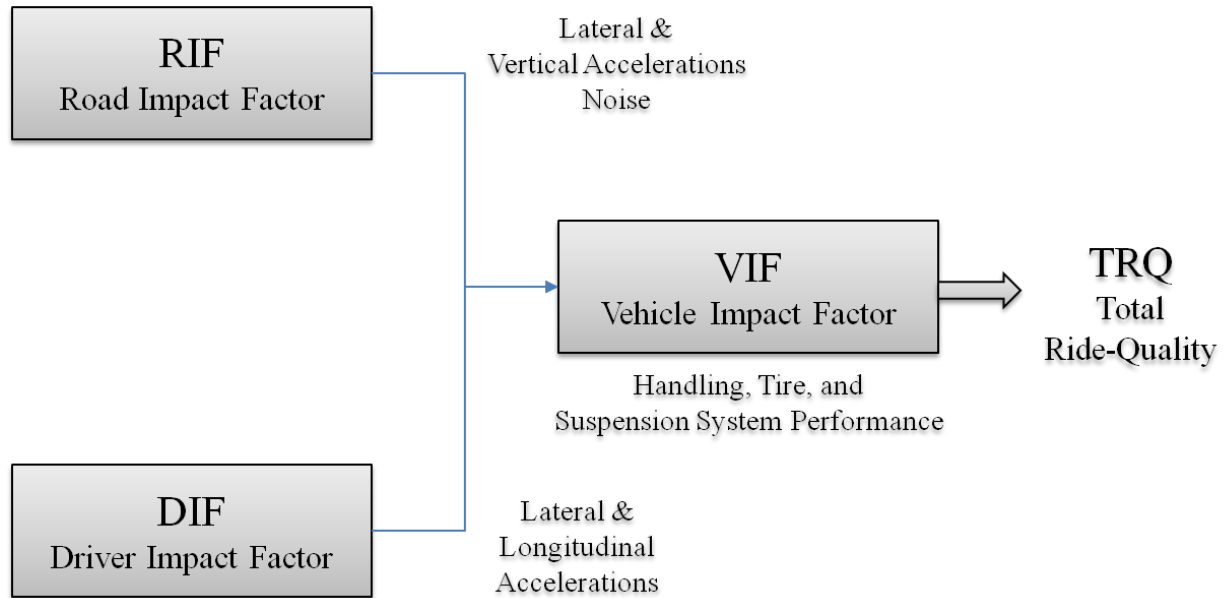 RIF
Road Impact Factor
Lateral &
Vertical Accelerations
Noise
VIF
Vehicle Impact Factor
Handling, Tire, and
Suspension System Performance
TRQ
Total
Ride-Quality
DIF
Driver Impact Factor
Lateral &
Longitudinal
Accelerations